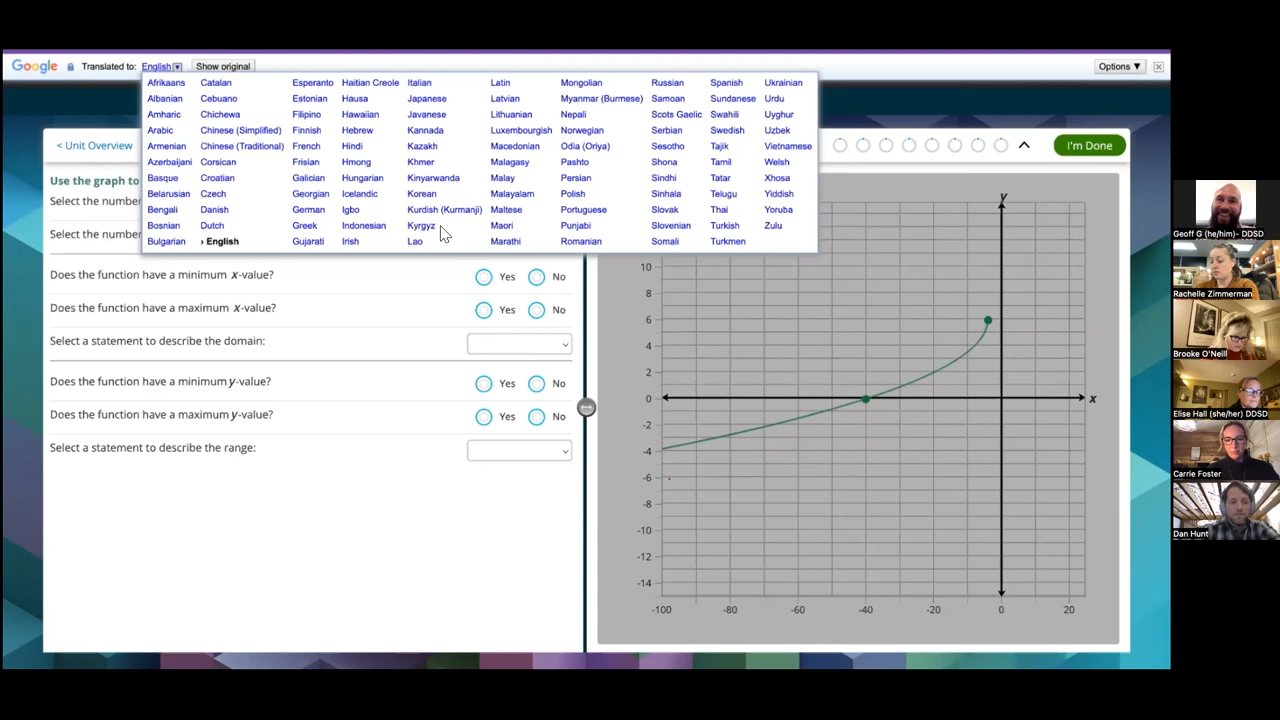 Google Translated to: English Show original Options ▼
Afrikaans Catalan Esperanto Haitian Creole Italian Latin Mongolian Russian Spanish Ukrainian
Albanian Cebuano Estonian Hausa Japanese Latvian Myanmar (Burmese) Samoan Sundanese Urdu
Amharic Chichewa Filipino Hawaiian Javanese Lithuanian Nepali Scots Gaelic Swahili Uyghur
Arabic Chinese (Simplified) Finnish Hebrew Kannada Luxembourgish Norwegian Serbian Swedish Uzbek
Armenian Chinese (Traditional) French Hindi Kazakh Macedonian Odia (Oriya) Sesotho Tajik Vietnamese
Azerbaijani Corsican Frisian Hmong Khmer Malagasy Pashto Shona Tamil Welsh
Basque Croatian Galician Hungarian Kinyarwanda Malay Persian Sindhi Tatar Xhosa
Belarusian Czech Georgian Icelandic Korean Malayalam Polish Sinhala Telugu Yiddish
Bengali Danish German Igbo Kurdish (Kurmanji) Maltese Portuguese Slovak Thai Yoruba
Bosnian Dutch Greek Indonesian Kyrgyz Maori Punjabi Slovenian Turkish Zulu
Bulgarian › English Gujarati Irish Lao Marathi Romanian Somali Turkmen
< Unit Overview
I'm Done
Use the graph to
Select the number
Select the number
Does the function have a minimum x-value? Yes No
Does the function have a maximum x-value? Yes No
Select a statement to describe the domain:
Does the function have a minimum y-value? Yes No
Does the function have a maximum y-value? Yes No
Select a statement to describe the range:
y
10
8
6
4
2
0
x
-2
-4
-6
-8
-10
-12
-14
-100 -80 -60 -40 -20 0 20
Geoff G (he/him)- DDSD
Rachelle Zimmerman
Brooke O'Neill
Elise Hall (she/her) DDSD
Carrie Foster
Dan Hunt